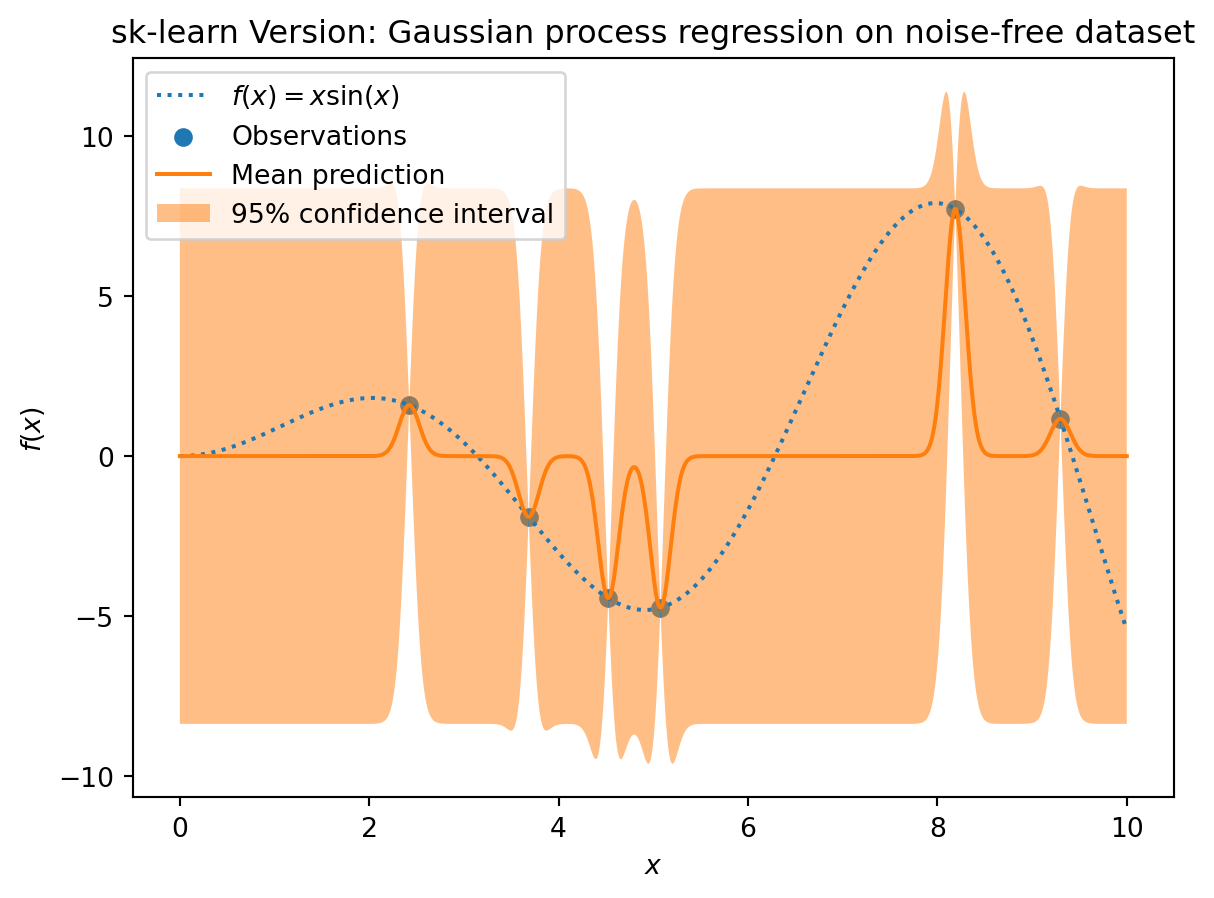 sk-learn Version: Gaussian process regression on noise-free dataset
f(x) = x sin(x)
Observations
Mean prediction
95% confidence interval
10
5
0
−5
−10
f(x)
0 2 4 6 8 10
x